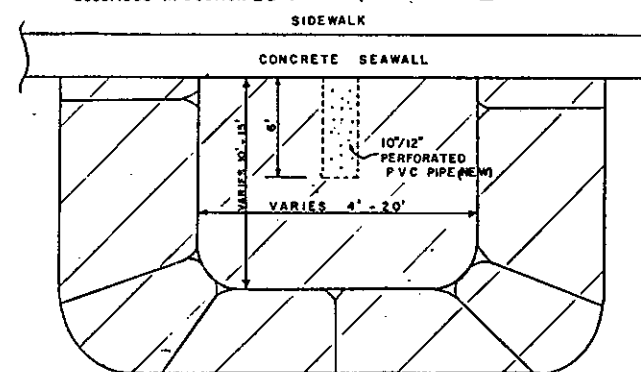 SIDEWALK
CONCRETE SEAWALL
VARIES 10'-15'
6'
10"/12"
PERFORATED
PVC PIPE (NEW)
VARIES 4'-20'